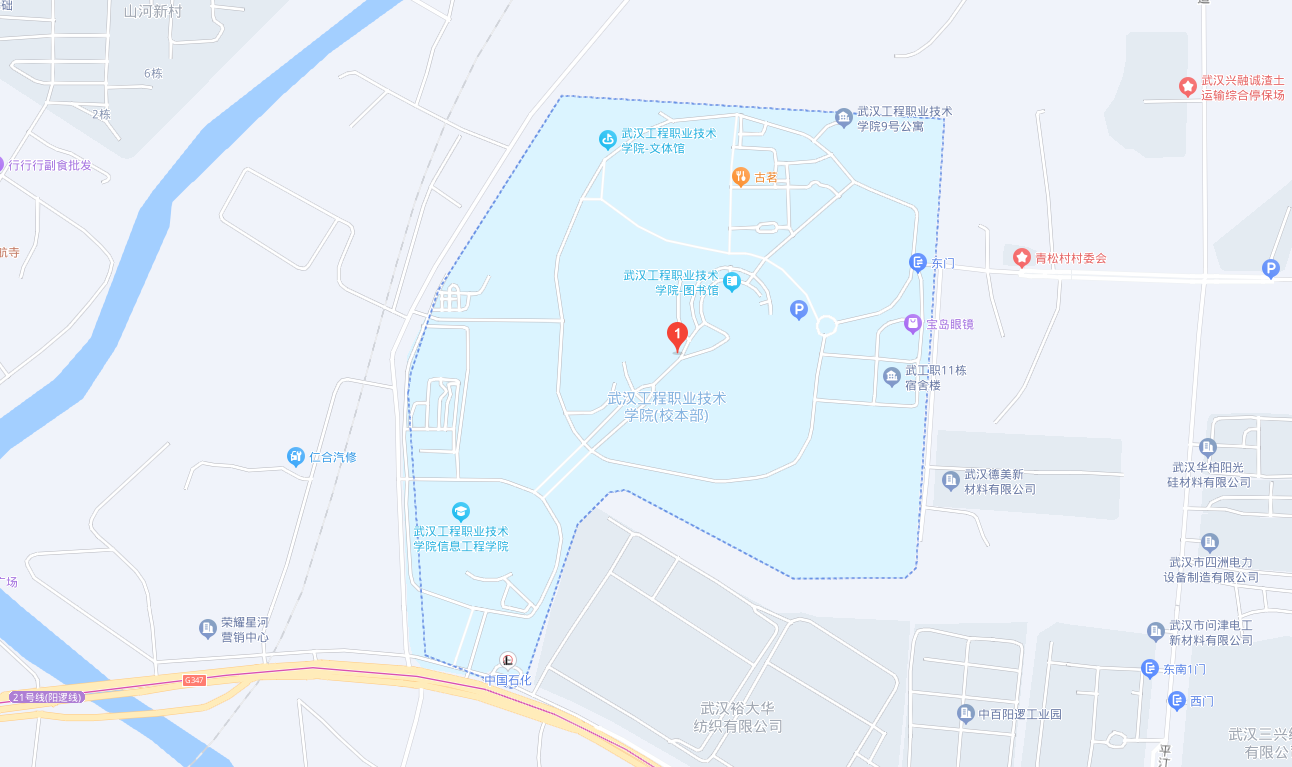 础
山河新村
6栋
2栋
行行行副食批发
航寺
武汉工程职业技术
学院-文体馆
武汉工程职业技术
学院9号公寓
古茗
武汉兴融诚渣土
运输综合停保场
武汉工程职业技术
学院-图书馆
P
东门
青松村村委会
P
宝岛眼镜
1
武工职11栋
宿舍楼
武汉工程职业技术
学院(校本部)
仁合汽修
武汉德美新
材料有限公司
武汉华柏阳光
硅材料有限公司
武汉工程职业技术
学院信息工程学院
武汉市四洲电力
设备制造有限公司
广场
荣耀星河
营销中心
武汉市问津电工
新材料有限公司
中国石化
G347
21号线(阳逻线)
东南1门
西门
武汉裕大华
纺织有限公司
中百阳逻工业园
武汉三兴纺
有限公
平
江